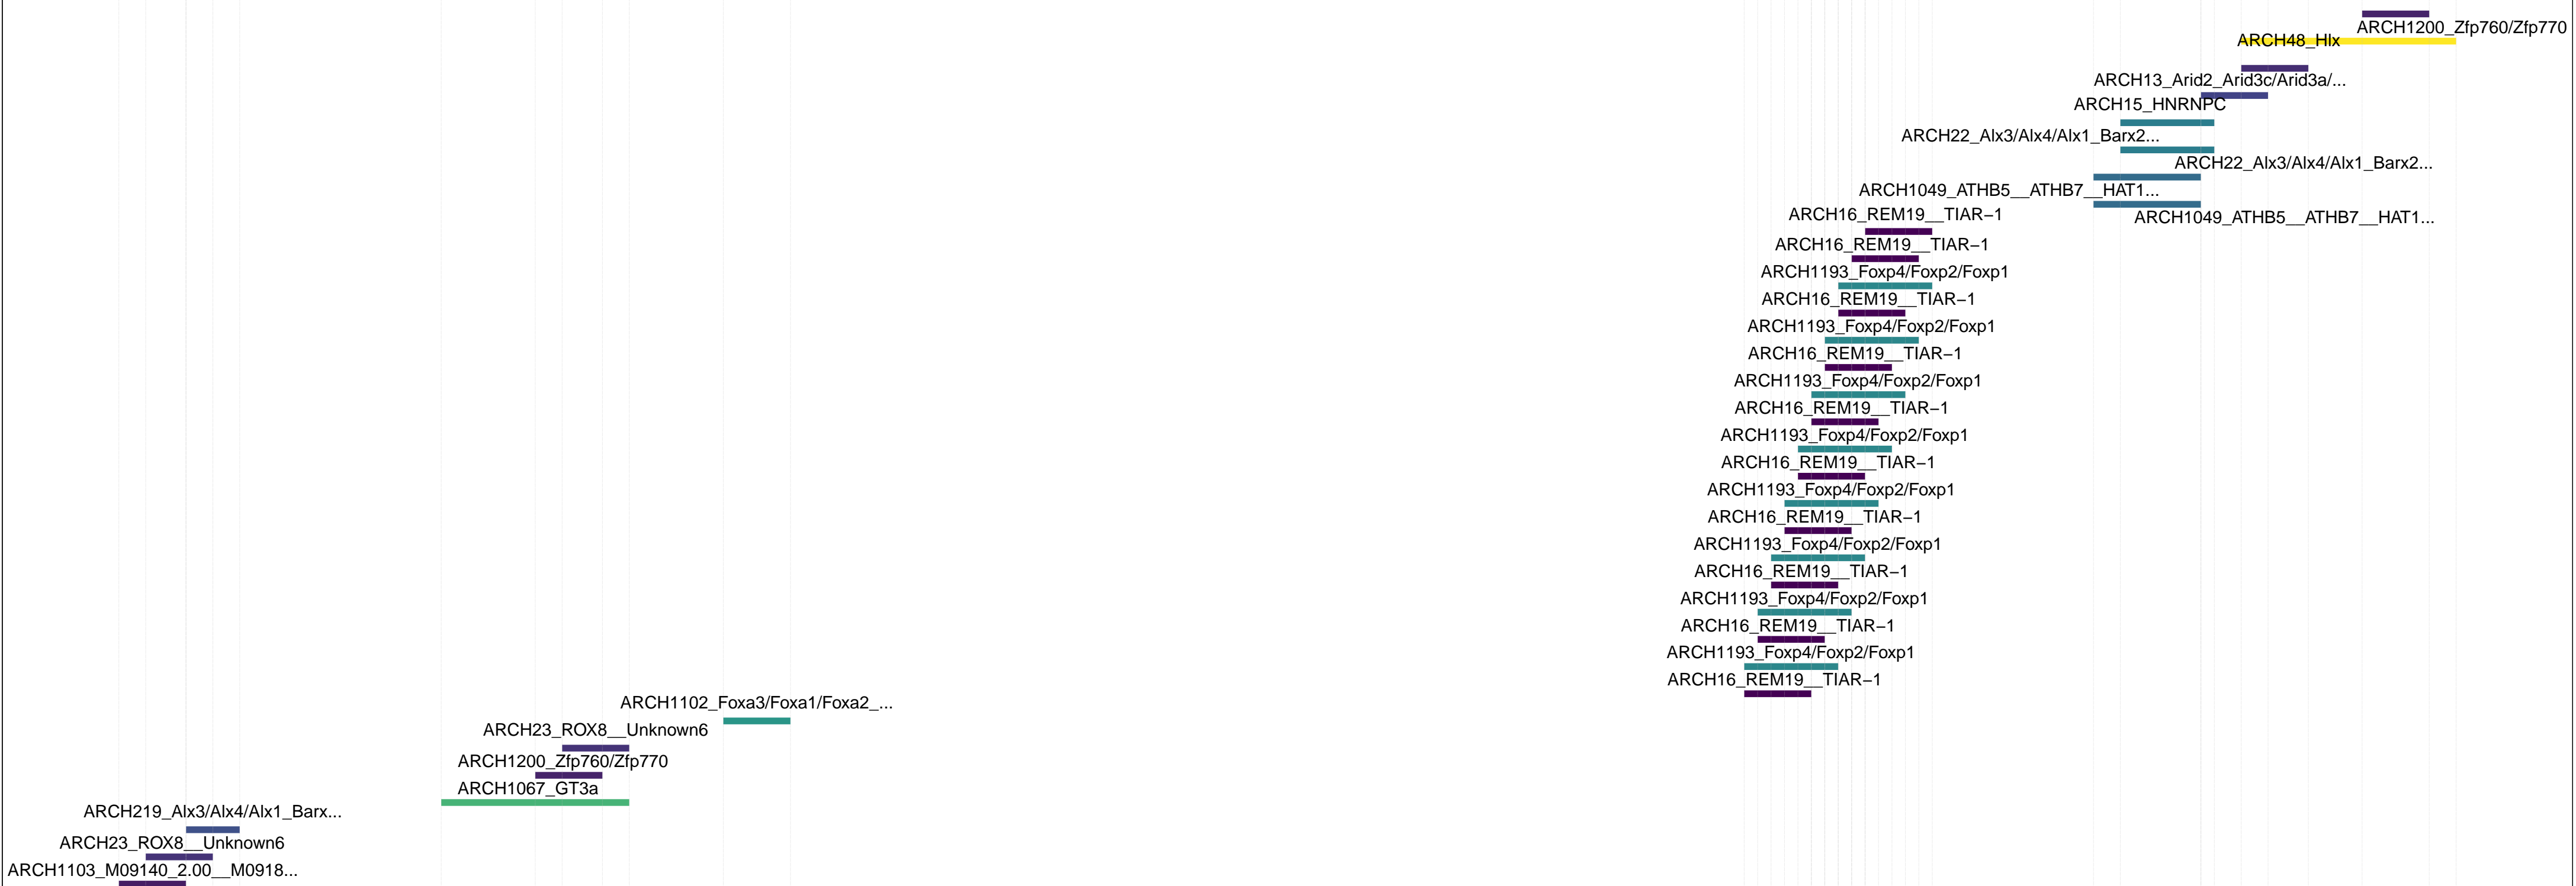 ARCH1200_Zfp760/Zfp770
ARCH48_Hlx
ARCH13_Arid2_Arid3c/Arid3a/...
ARCH15_HNRNPC
ARCH22_Alx3/Alx4/Alx1_Barx2...
ARCH22_Alx3/Alx4/Alx1_Barx2...
ARCH1049_ATHB5__ATHB7__HAT1...
ARCH16_REM19__TIAR−1
ARCH1049_ATHB5__ATHB7__HAT1...
ARCH16_REM19__TIAR−1
ARCH1193_Foxp4/Foxp2/Foxp1
ARCH16_REM19__TIAR−1
ARCH1193_Foxp4/Foxp2/Foxp1
ARCH16_REM19__TIAR−1
ARCH1193_Foxp4/Foxp2/Foxp1
ARCH16_REM19__TIAR−1
ARCH1193_Foxp4/Foxp2/Foxp1
ARCH16_REM19__TIAR−1
ARCH1193_Foxp4/Foxp2/Foxp1
ARCH16_REM19__TIAR−1
ARCH1193_Foxp4/Foxp2/Foxp1
ARCH16_REM19__TIAR−1
ARCH1193_Foxp4/Foxp2/Foxp1
ARCH16_REM19__TIAR−1
ARCH1193_Foxp4/Foxp2/Foxp1
ARCH16_REM19__TIAR−1
ARCH1102_Foxa3/Foxa1/Foxa2_...
ARCH23_ROX8__Unknown6
ARCH1200_Zfp760/Zfp770
ARCH1067_GT3a
ARCH219_Alx3/Alx4/Alx1_Barx...
ARCH23_ROX8__Unknown6
ARCH1103_M09140_2.00__M0918...